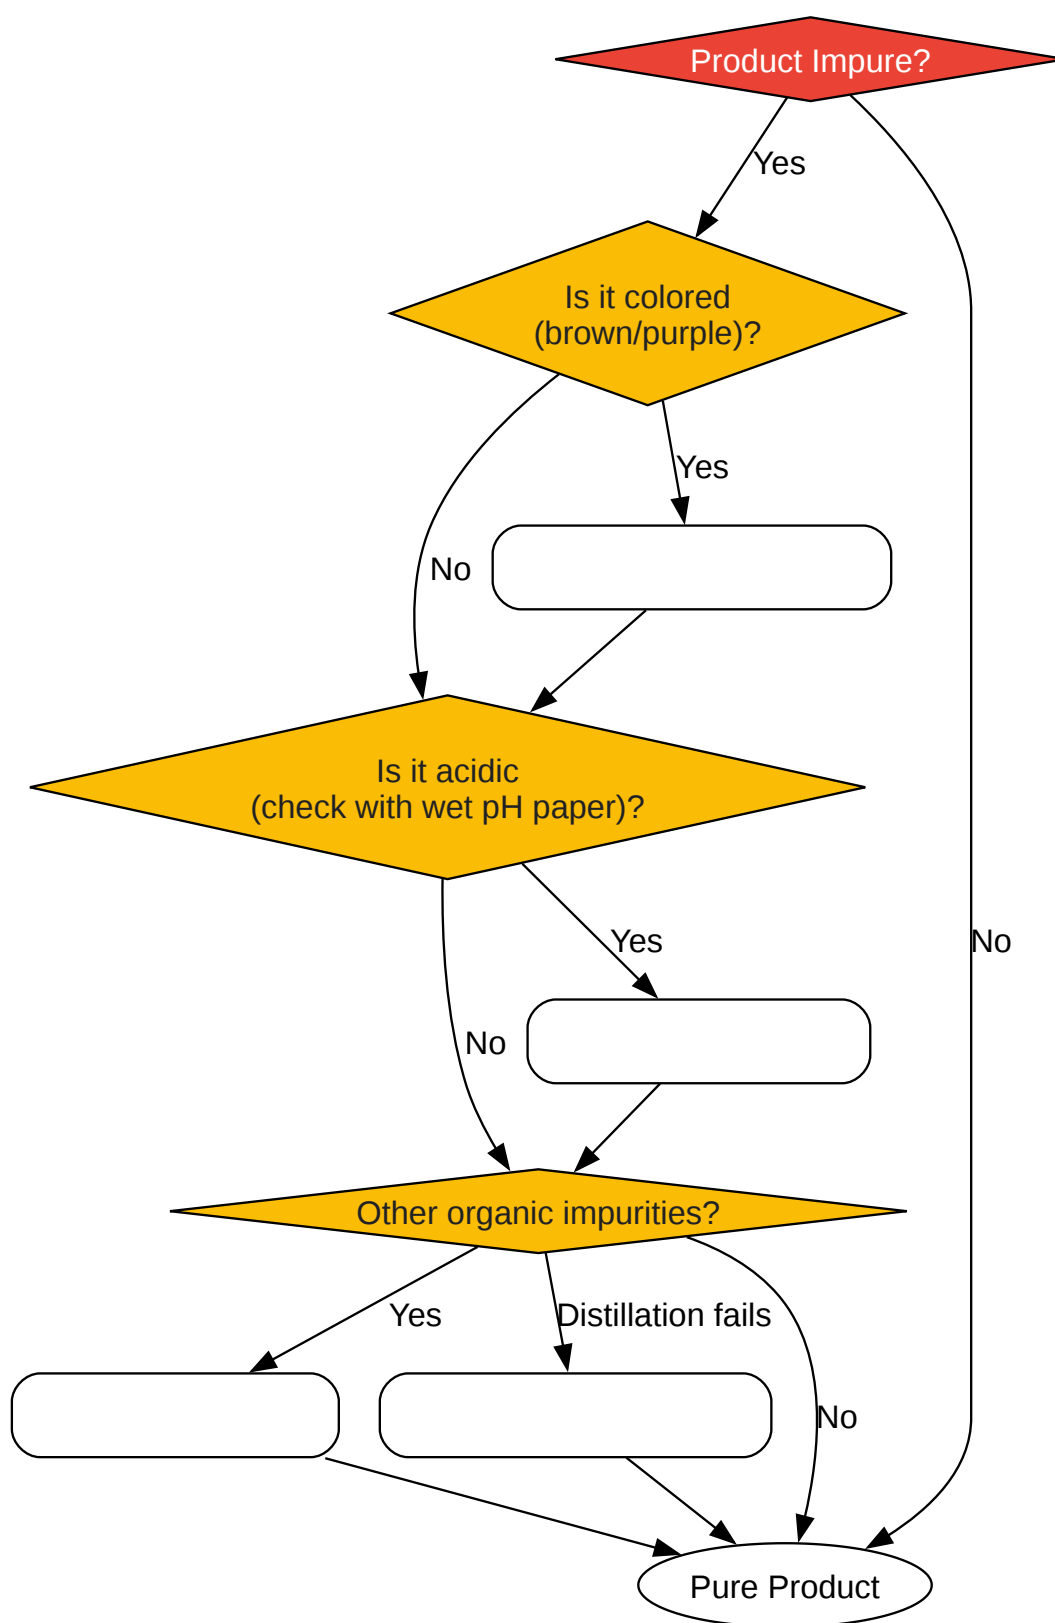 Product Impure?
Yes
Is it colored
(brown/purple)?
Yes
No
Is it acidic
(check with wet pH paper)?
Yes
No
No
Other organic impurities?
Yes
Distillation fails
No
Pure Product